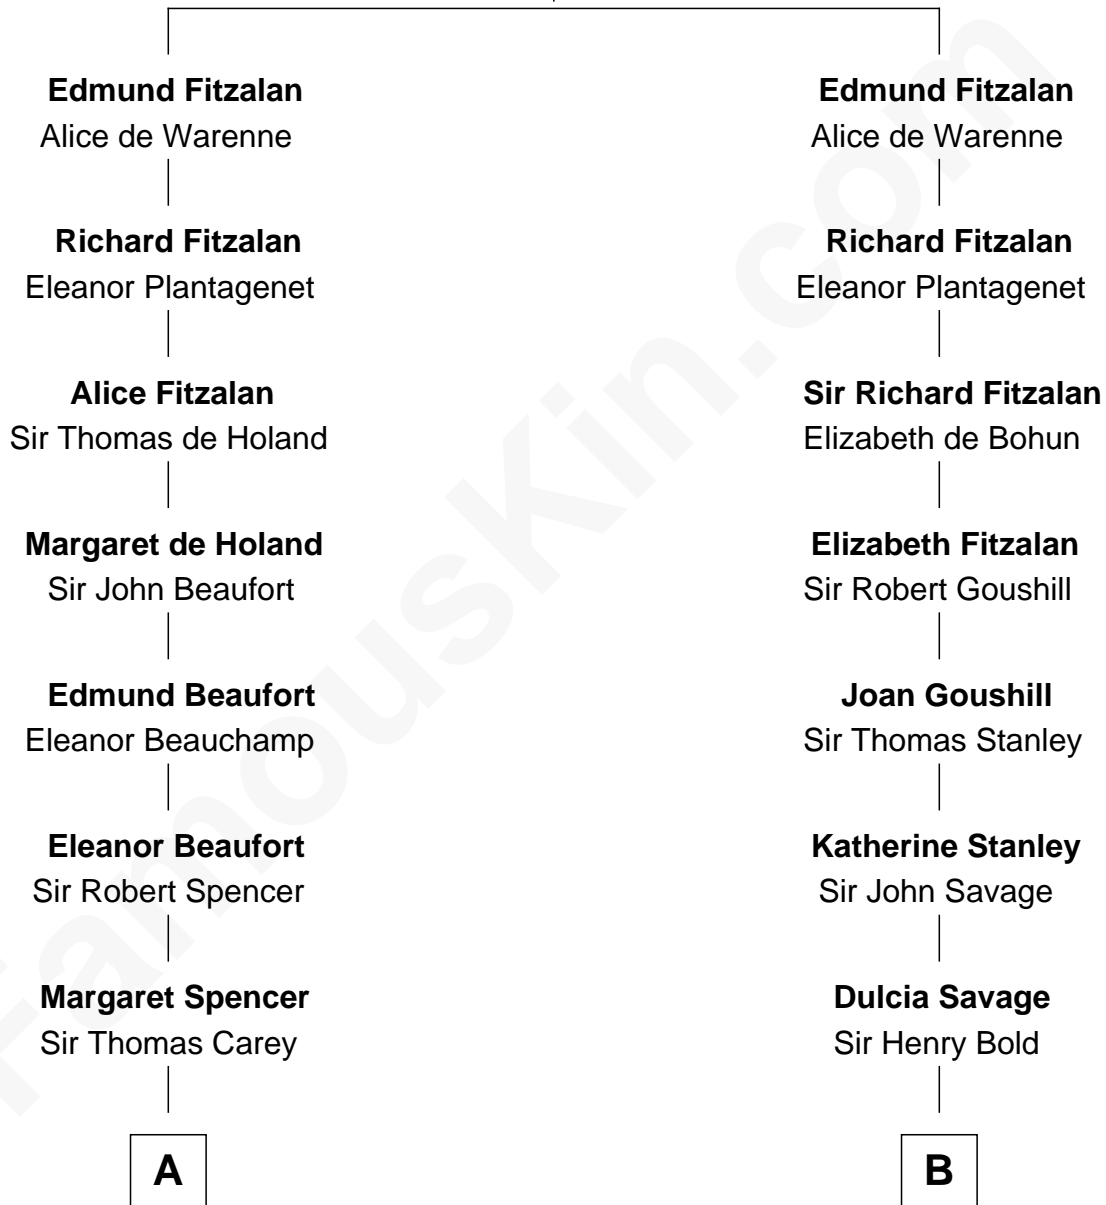 Edmund Fitzalan
Alice de Warenne
Richard Fitzalan
Eleanor Plantagenet
Alice Fitzalan
Sir Thomas de Holand
Margaret de Holand
Sir John Beaufort
Edmund Beaufort
Eleanor Beauchamp
Eleanor Beaufort
Sir Robert Spencer
Margaret Spencer
Sir Thomas Carey
A
Edmund Fitzalan
Alice de Warenne
Richard Fitzalan
Eleanor Plantagenet
Sir Richard Fitzalan
Elizabeth de Bohun
Elizabeth Fitzalan
Sir Robert Goushill
Joan Goushill
Sir Thomas Stanley
Katherine Stanley
Sir John Savage
Dulcia Savage
Sir Henry Bold
B
FamousKin.com